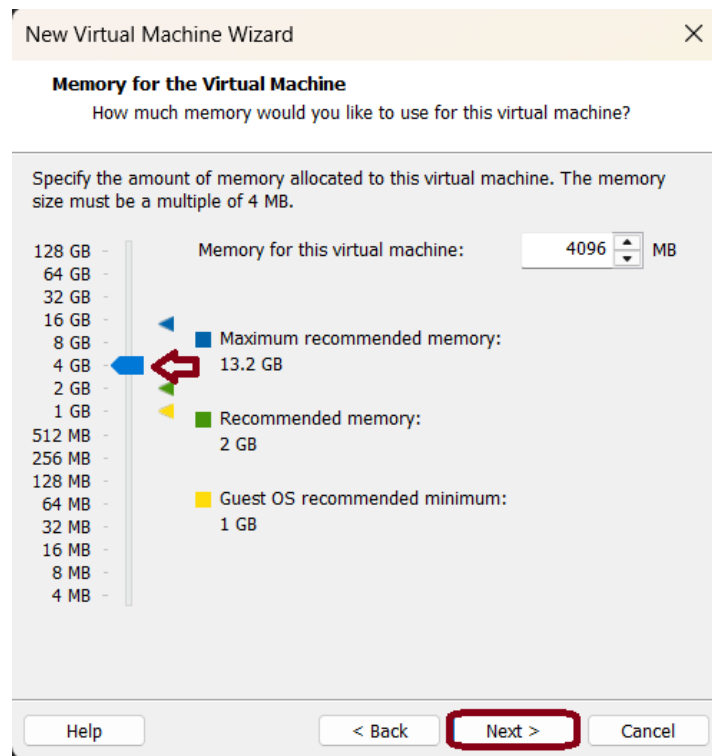 New Virtual Machine Wizard
Memory for the Virtual Machine
How much memory would you like to use for this virtual machine?
Specify the amount of memory allocated to this virtual machine. The memory
size must be a multiple of 4 MB.
Memory for this virtual machine: 4096 MB
128 GB
64 GB
32 GB
16 GB
8 GB
4 GB
2 GB
1 GB
512 MB
256 MB
128 MB
64 MB
32 MB
16 MB
8 MB
4 MB
Maximum recommended memory:
13.2 GB
Recommended memory:
2 GB
Guest OS recommended minimum:
1 GB
Help < Back Next > Cancel